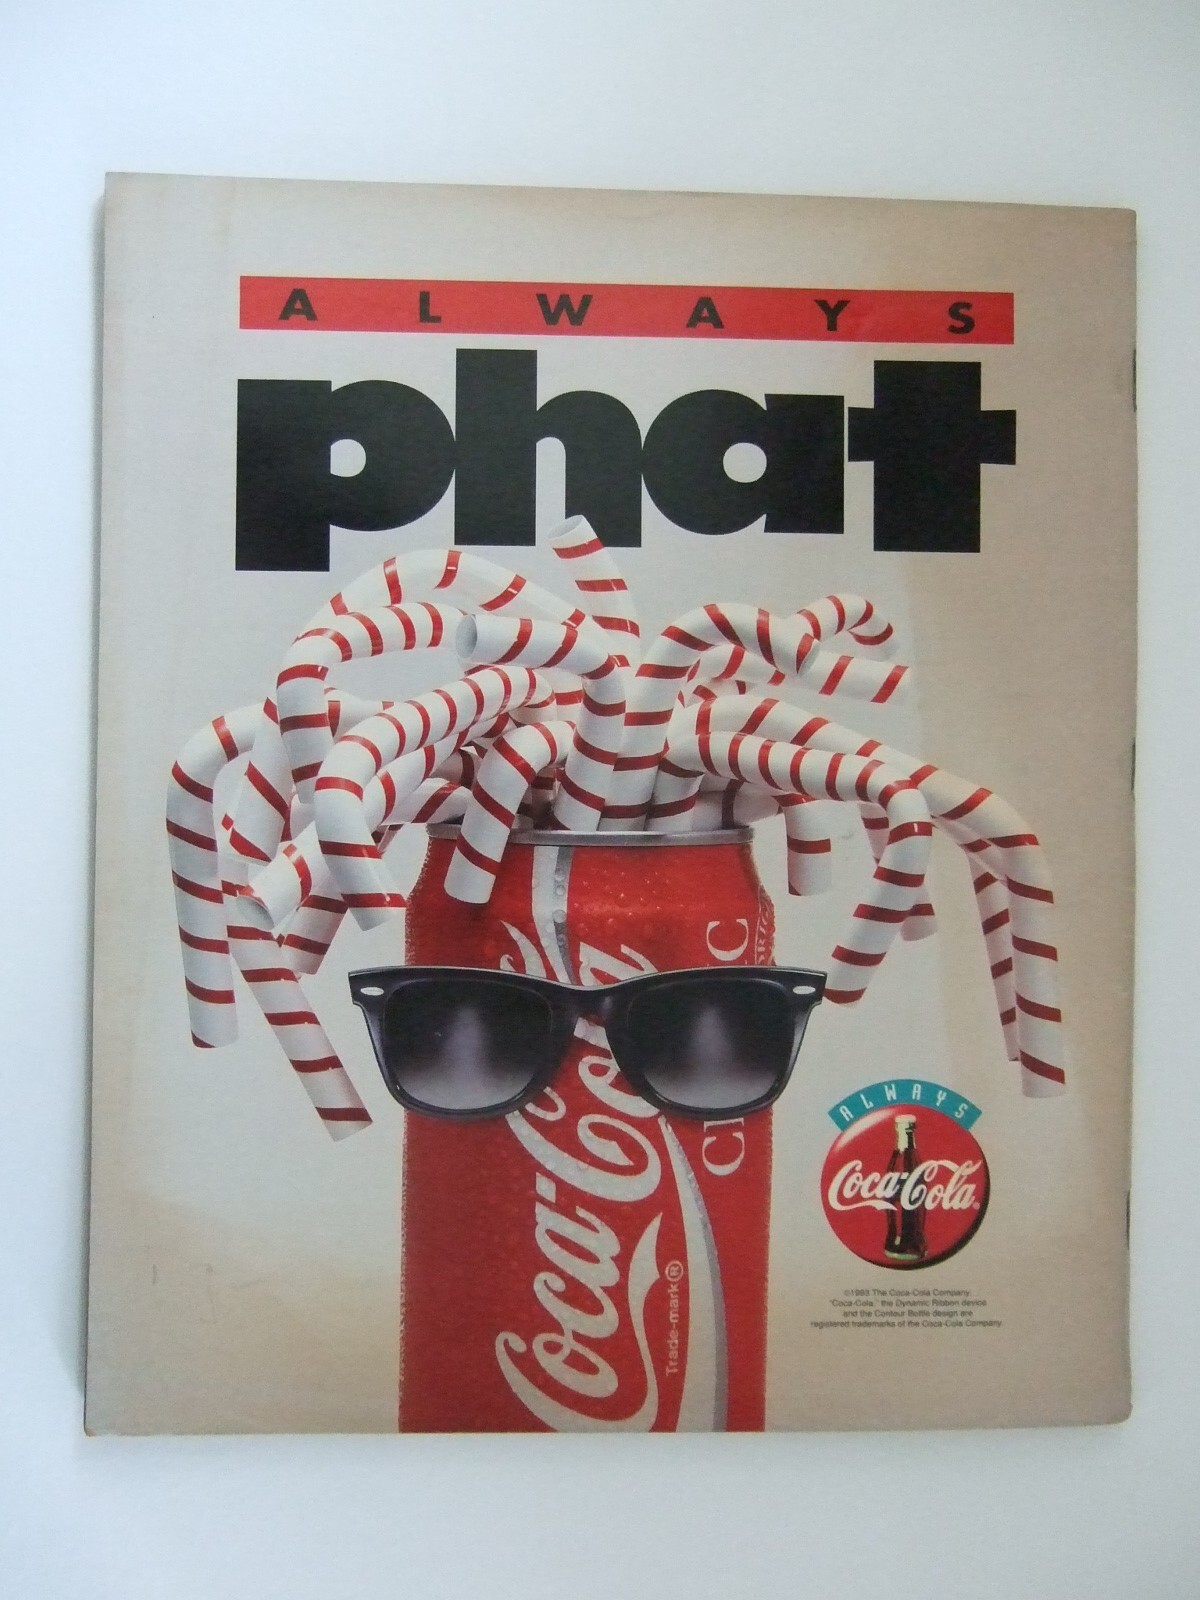 ALWAYS
phat
Coca-Cola
CLASSIC
Trade-mark®
ALWAYS
Coca-Cola®
©1993 The Coca-Cola Company.
"Coca-Cola," the Dynamic Ribbon device
and the Contour Bottle design are
registered trademarks of the Coca-Cola Company.